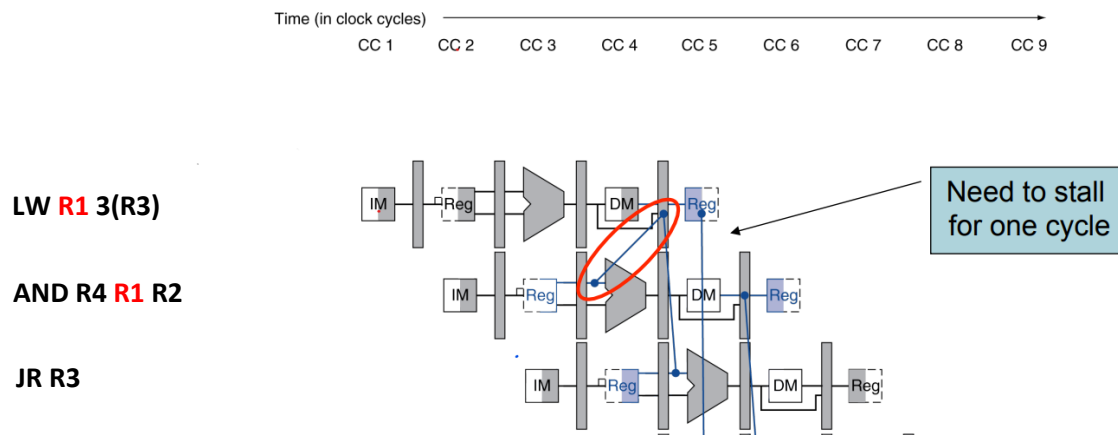 Time (in clock cycles)
CC 1 CC 2 CC 3 CC 4 CC 5 CC 6 CC 7 CC 8 CC 9
LW R1 3(R3)
IM Reg DM Reg
Need to stall
for one cycle
AND R4 R1 R2
IM Reg DM Reg
JR R3
IM Reg DM Reg